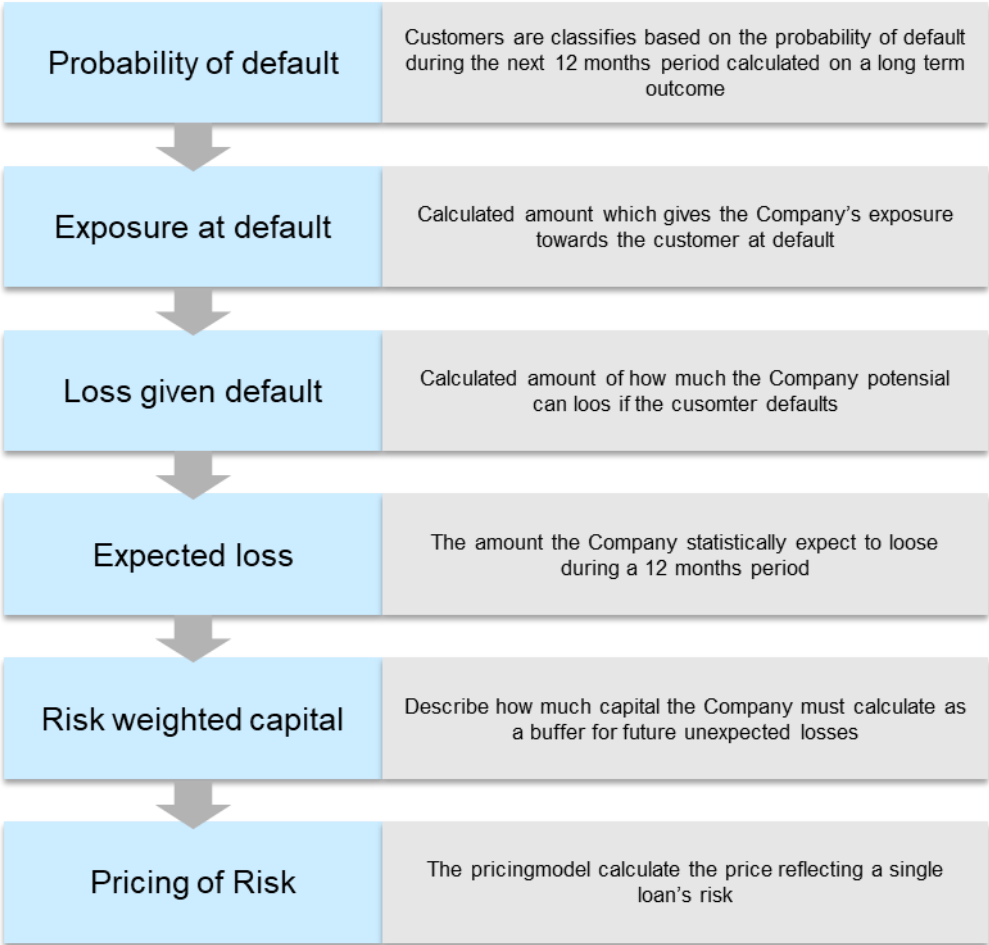 Probability of default
Customers are classifies based on the probability of default
during the next 12 months period calculated on a long term
outcome
Exposure at default
Calculated amount which gives the Company's exposure
towards the customer at default
Loss given default
Calculated amount of how much the Company potensial
can loos if the cusomter defaults
Expected loss
The amount the Company statistically expect to loose
during a 12 months period
Risk weighted capital
Describe how much capital the Company must calculate as
a buffer for future unexpected losses
Pricing of Risk
The pricingmodel calculate the price reflecting a single
loan's risk